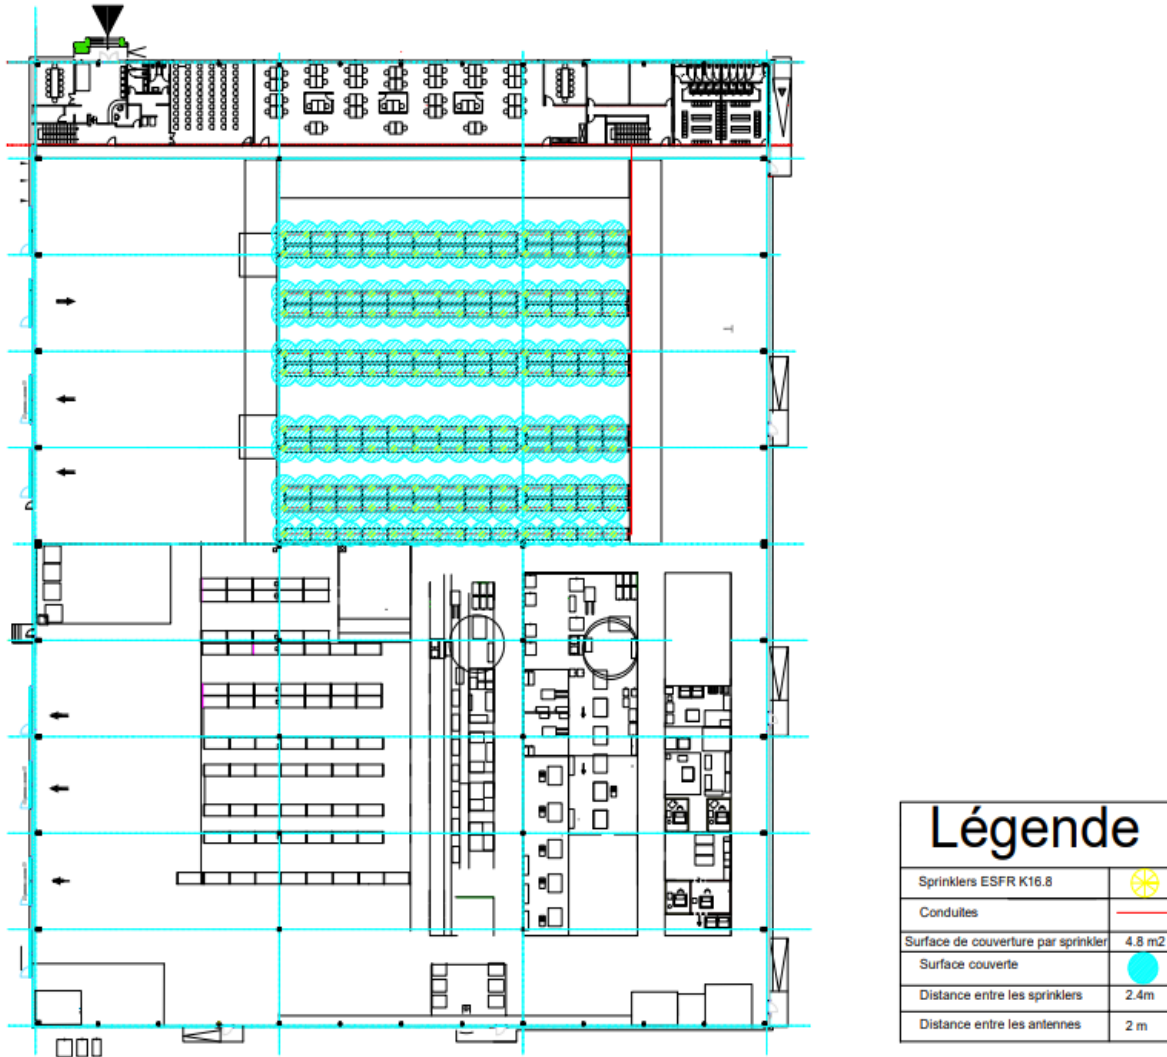 Légende
Sprinklers ESFR K16.8
Conduites
Surface de couverture par sprinkler 4.8 m2
Surface couverte
Distance entre les sprinklers 2.4m
Distance entre les antennes 2 m